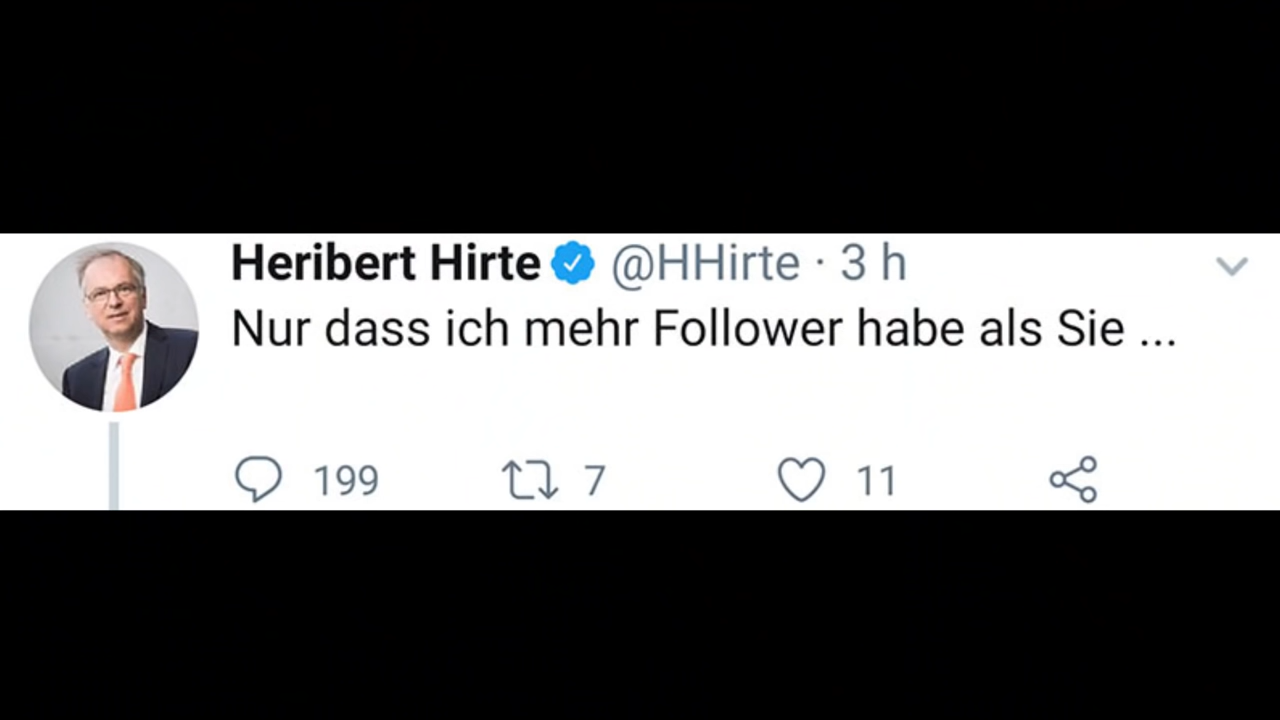 Heribert Hirte @HHirte · 3 h
Nur dass ich mehr Follower habe als Sie ...
199 7 11